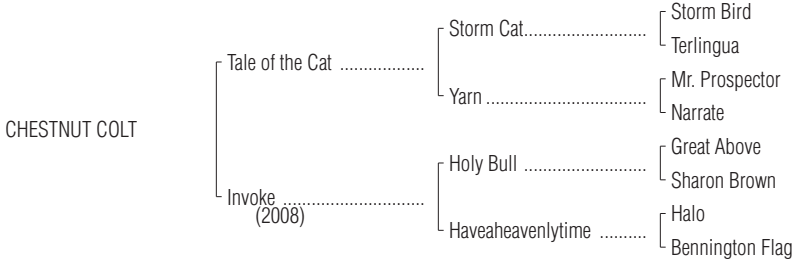 Storm Bird
Storm Cat..........................
Terlingua
Tale of the Cat ..................
Mr. Prospector
Yarn ..................................
Narrate
CHESTNUT COLT
Great Above
Holy Bull ..........................
Sharon Brown
Invoke ..............................
(2008)
Halo
Haveaheavenlytime ..........
Bennington Flag